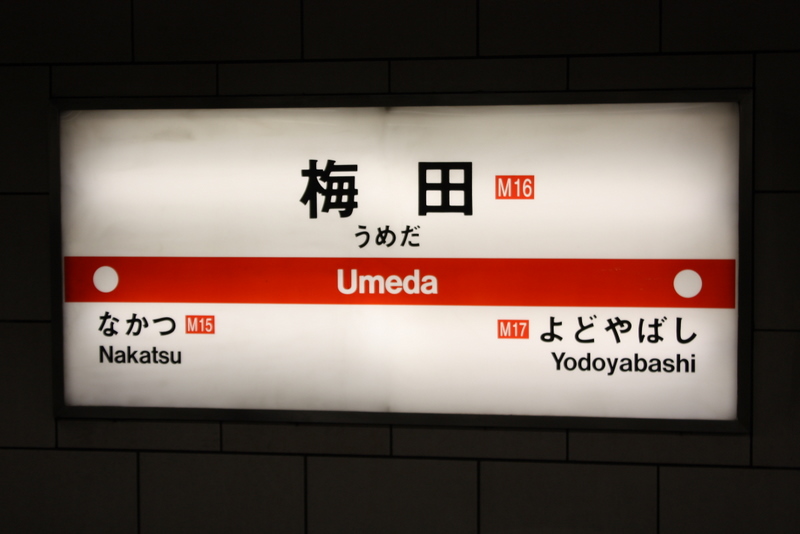 梅田 M16
うめだ
Umeda
なかつ M15
Nakatsu
M17 よどやばし
Yodoyabashi